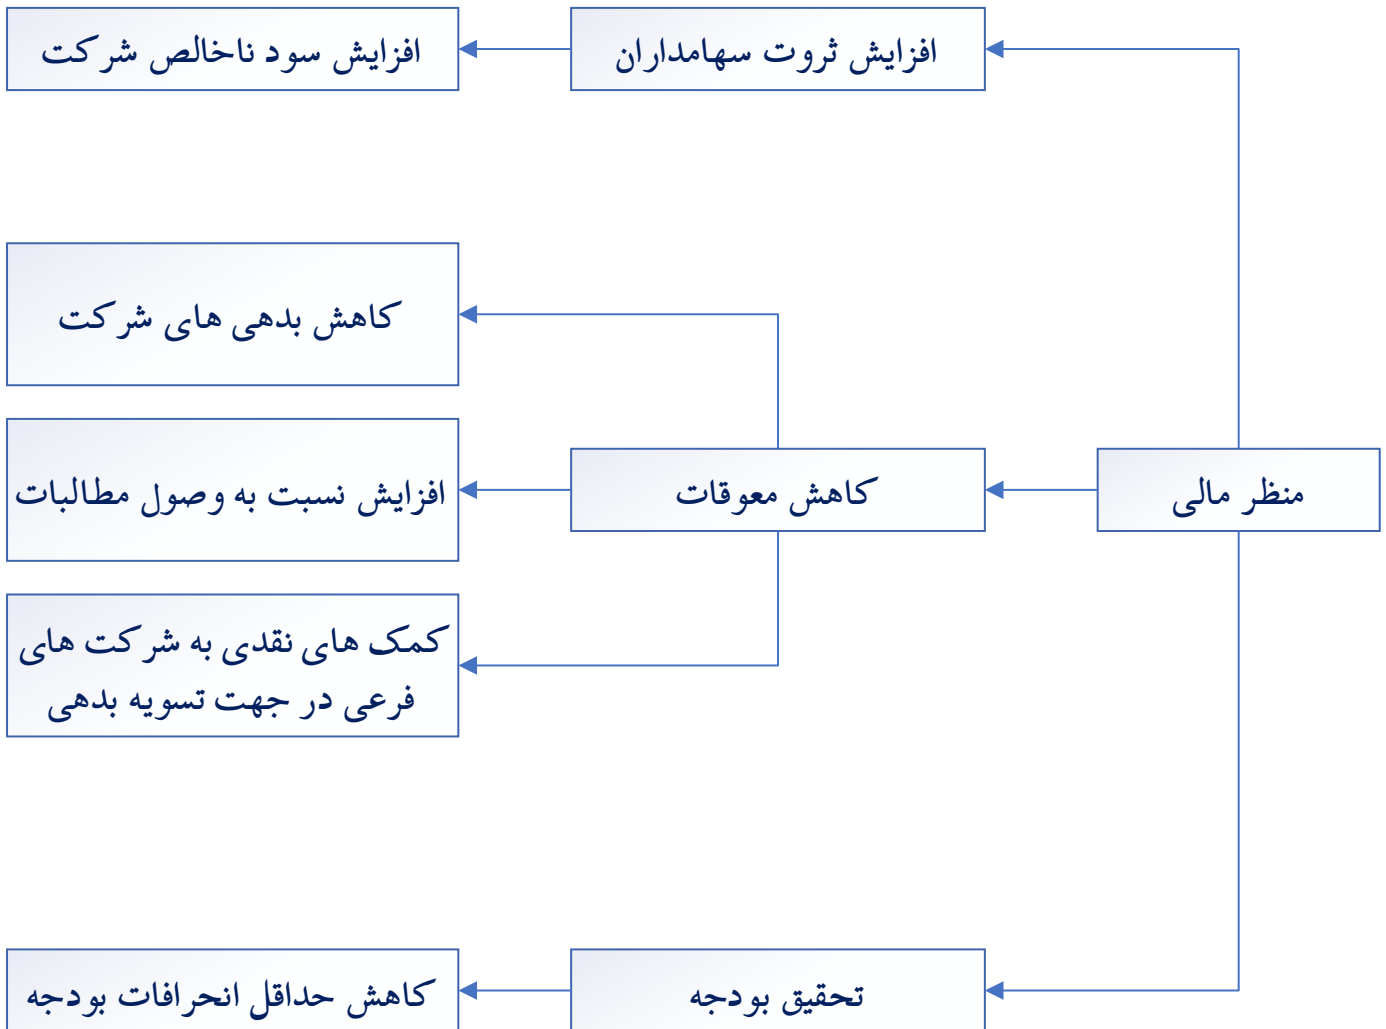 افزایش ثروت سهامداران
افزایش سود ناخالص شرکت
کاهش بدهی های شرکت
منظر مالی
کاهش معوقات
افزایش نسبت به وصول مطالبات
کمک های نقدی به شرکت های
فرعی در جهت تسویه بدهی
تحقیق بودجه
کاهش حداقل انحرافات بودجه